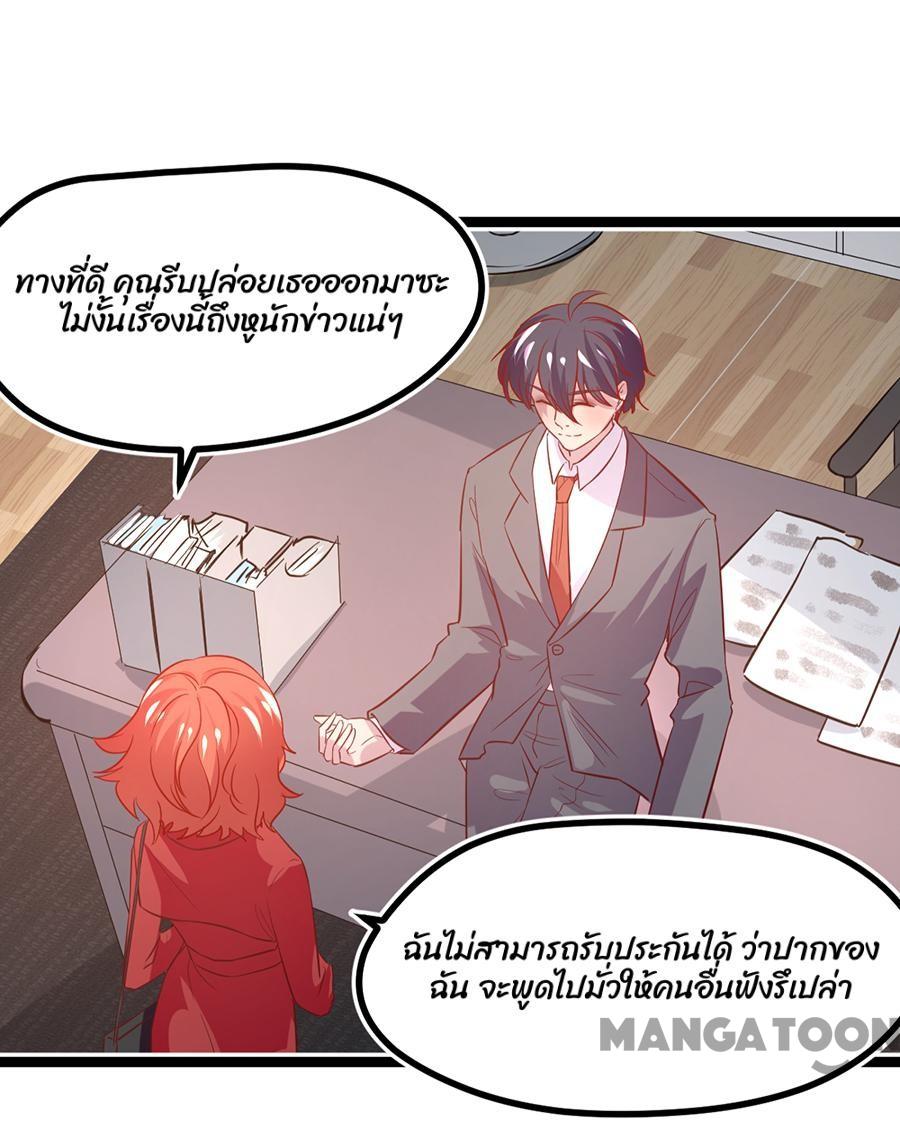 ทางที่ดี คุณรีบปล่อยเธอออกมาซะ
ไม่งั้นเรื่องนี้ถึงหูนักข่าวแน่ๆ
ฉันไม่สามารถรับประกันได้ ว่าปากของ
ฉัน จะพูดไปมั่วให้คนอื่นฟังรึเปล่า
MANGA TOON